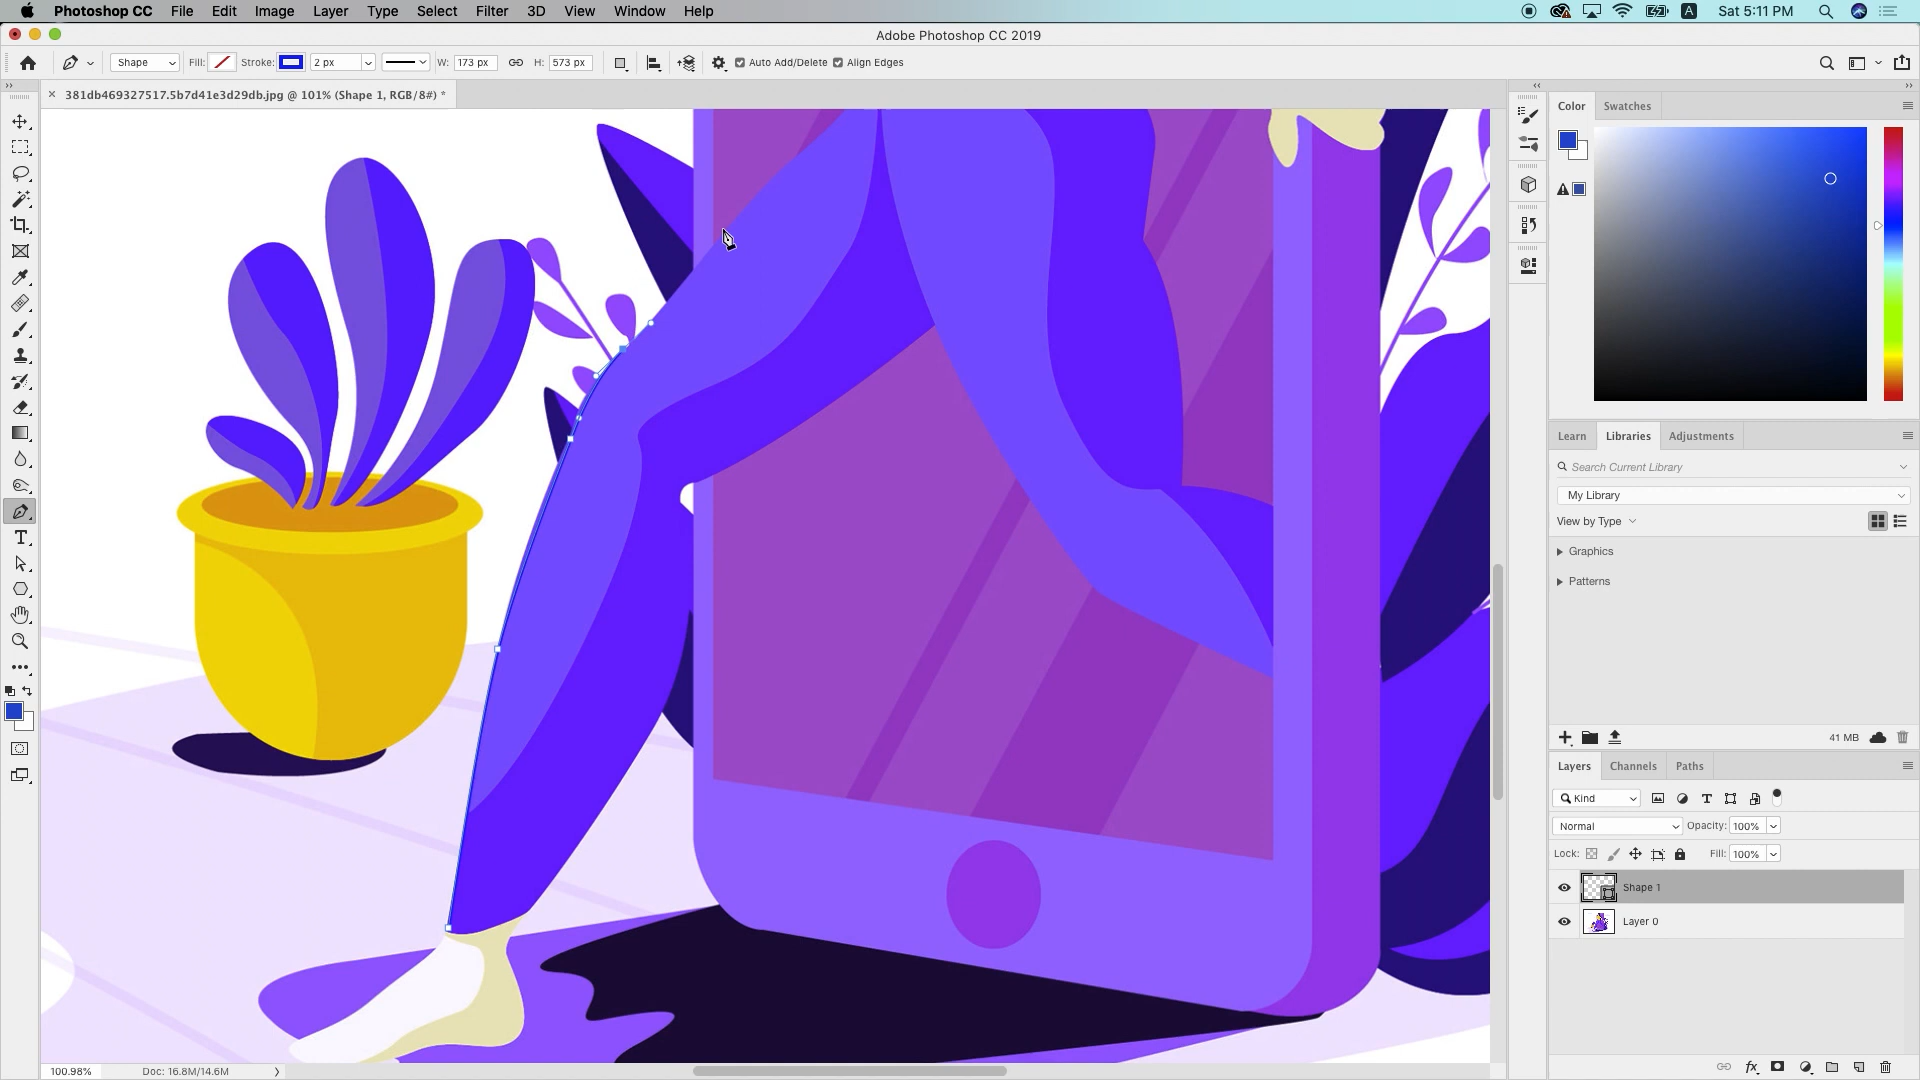 Photoshop CC File Edit Image Layer Type Select Filter 3D View Window Help A Sat 5:11 PM
Adobe Photoshop CC 2019
Shape Fill: Stroke: 2 px W: 173 px H: 573 px Auto Add/Delete Align Edges
381db469327517.5b7d41e3d29db.jpg @ 101% (Shape 1, RGB/8#) *
Color Swatches
Learn Libraries Adjustments
Search Current Library
My Library
View by Type
Graphics
Patterns
41 MB
Layers Channels Paths
Kind
Normal Opacity: 100%
Lock: Fill: 100%
Shape 1
Layer 0
100.98% Doc: 16.8M/14.6M